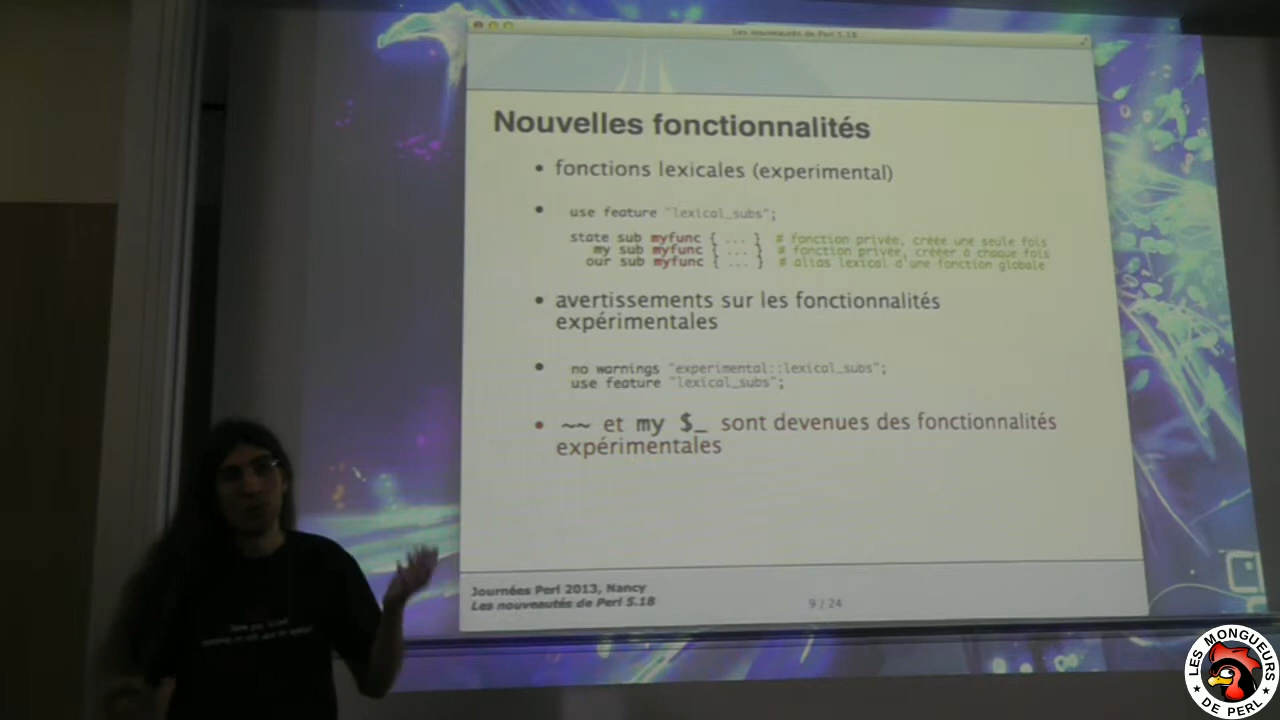 Les nouveautés de Perl 5.18
Nouvelles fonctionnalités
• fonctions lexicales (experimental)
• use feature "lexical_subs";
state sub myfunc { ... } # fonction privée, créée une seule fois
my sub myfunc { ... } # fonction privée, créer à chaque fois
our sub myfunc { ... } # alias lexical d'une fonction globale
• avertissements sur les fonctionnalités
expérimentales
• no warnings "experimental::lexical_subs";
use feature "lexical_subs";
• ~~ et my $_ sont devenues des fonctionnalités
expérimentales
Journées Perl 2013, Nancy
Les nouveautés de Perl 5.18
9 / 24
LES MONGUEURS
DE PERL